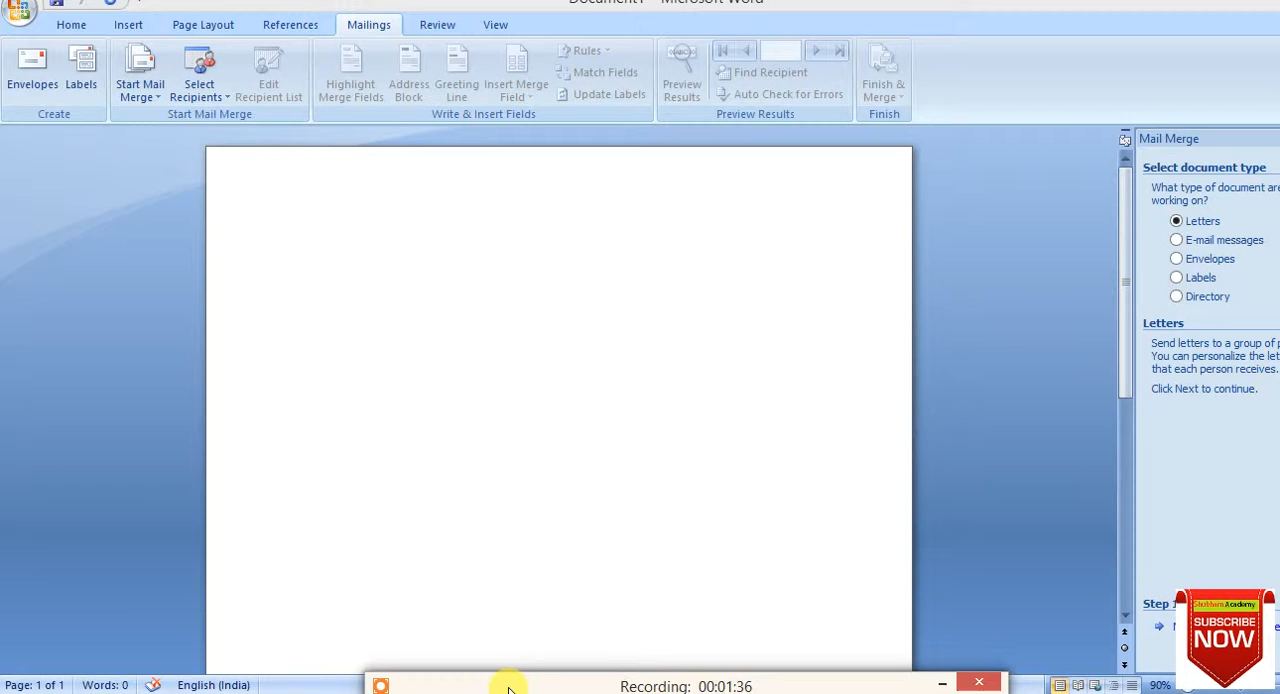 Home Insert Page Layout References Mailings Review View
Envelopes
Labels
Create
Start Mail
Merge
Select
Recipients
Edit
Recipient List
Start Mail Merge
Highlight
Merge Fields
Address
Block
Greeting
Line
Insert Merge
Field
Rules
Match Fields
Update Labels
Write & Insert Fields
Preview
Results
ABC
Find Recipient
Auto Check for Errors
Preview Results
Finish &
Merge
Finish
Mail Merge
Select document type
What type of document are
working on?
Letters
E-mail messages
Envelopes
Labels
Directory
Letters
Send letters to a group of p
You can personalize the let
that each person receives.
Click Next to continue.
Step 1
Shubham Academy
SUBSCRIBE
NOW
Page: 1 of 1 Words: 0 English (India)
Recording: 00:01:36
90%